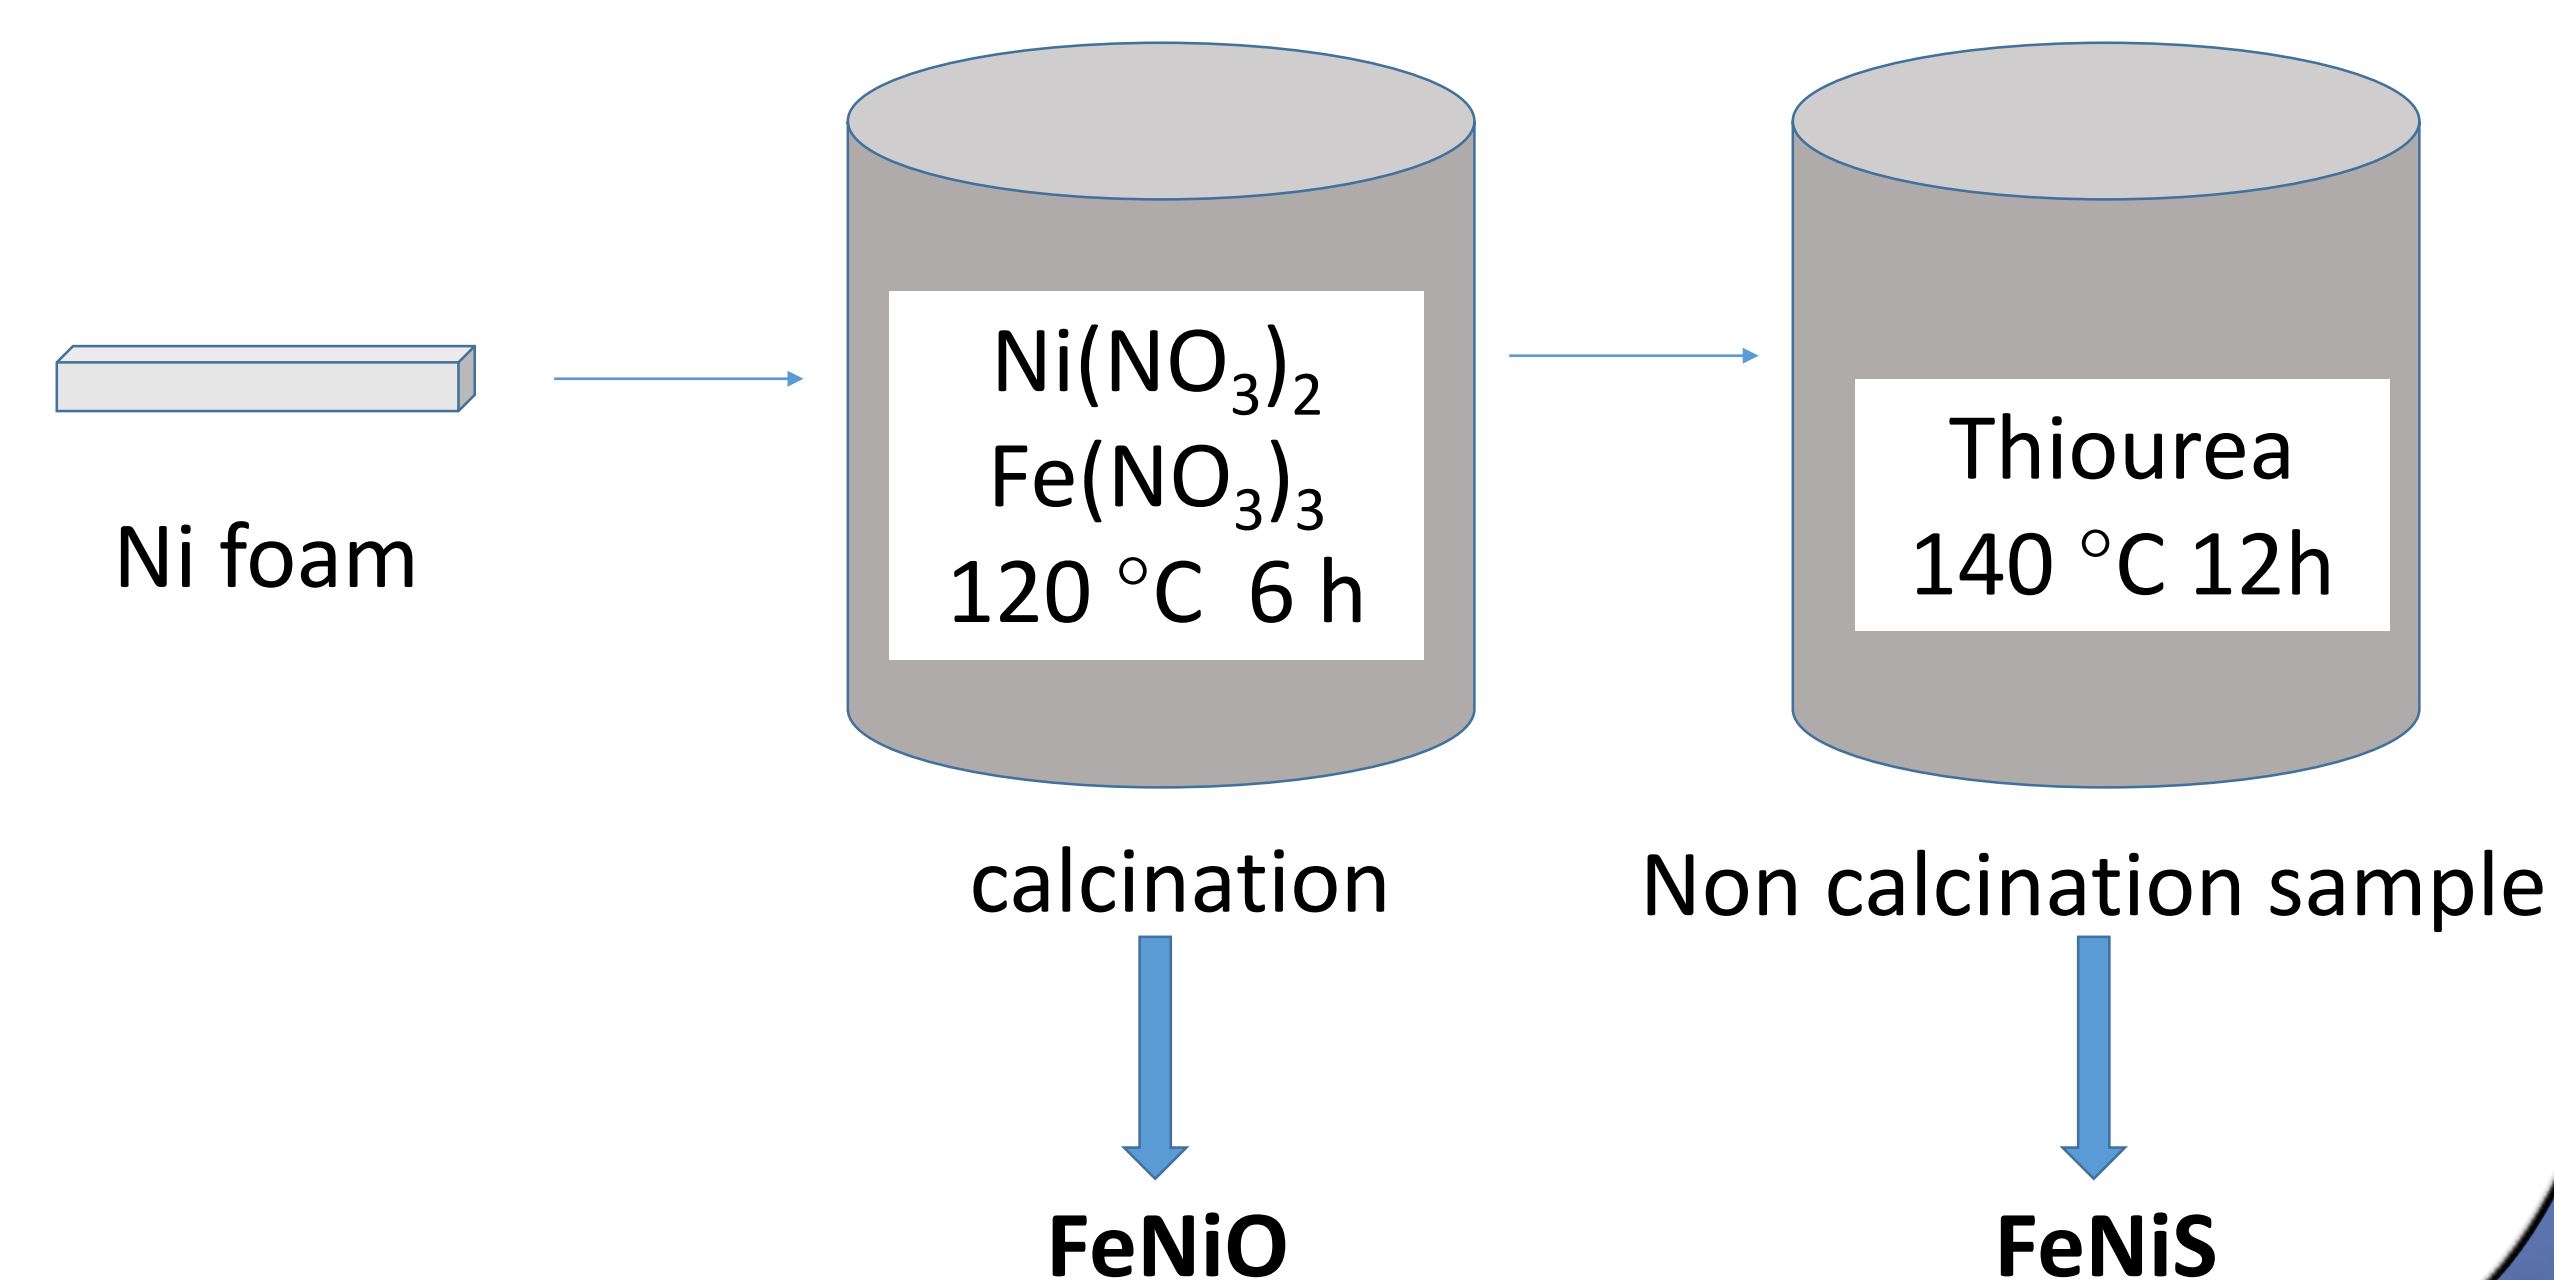 Ni foam
Ni(NO₃)₂
Fe(NO₃)₃
120 °C  6 h
calcination
FeNiO
Thiourea
140 °C 12h
Non calcination sample
FeNiS